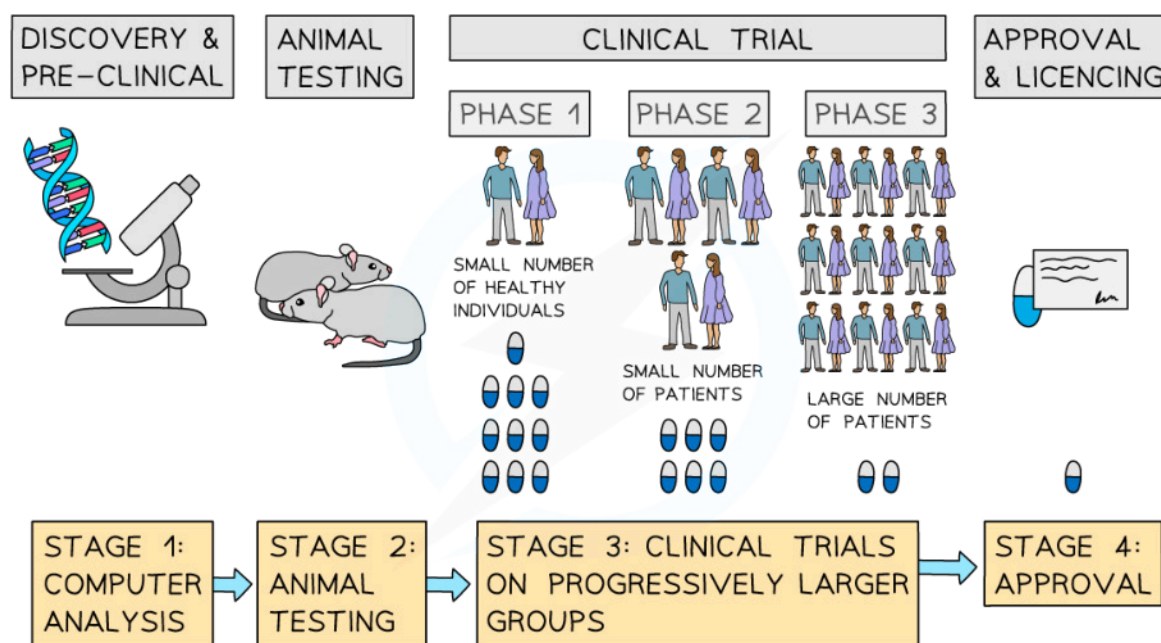 DISCOVERY &
PRE-CLINICAL
ANIMAL
TESTING
CLINICAL TRIAL
APPROVAL
& LICENCING
PHASE 1
PHASE 2
PHASE 3
SMALL NUMBER
OF HEALTHY
INDIVIDUALS
SMALL NUMBER
OF PATIENTS
LARGE NUMBER
OF PATIENTS
STAGE 1:
COMPUTER
ANALYSIS
STAGE 2:
ANIMAL
TESTING
STAGE 3: CLINICAL TRIALS
ON PROGRESSIVELY LARGER
GROUPS
STAGE 4:
APPROVAL